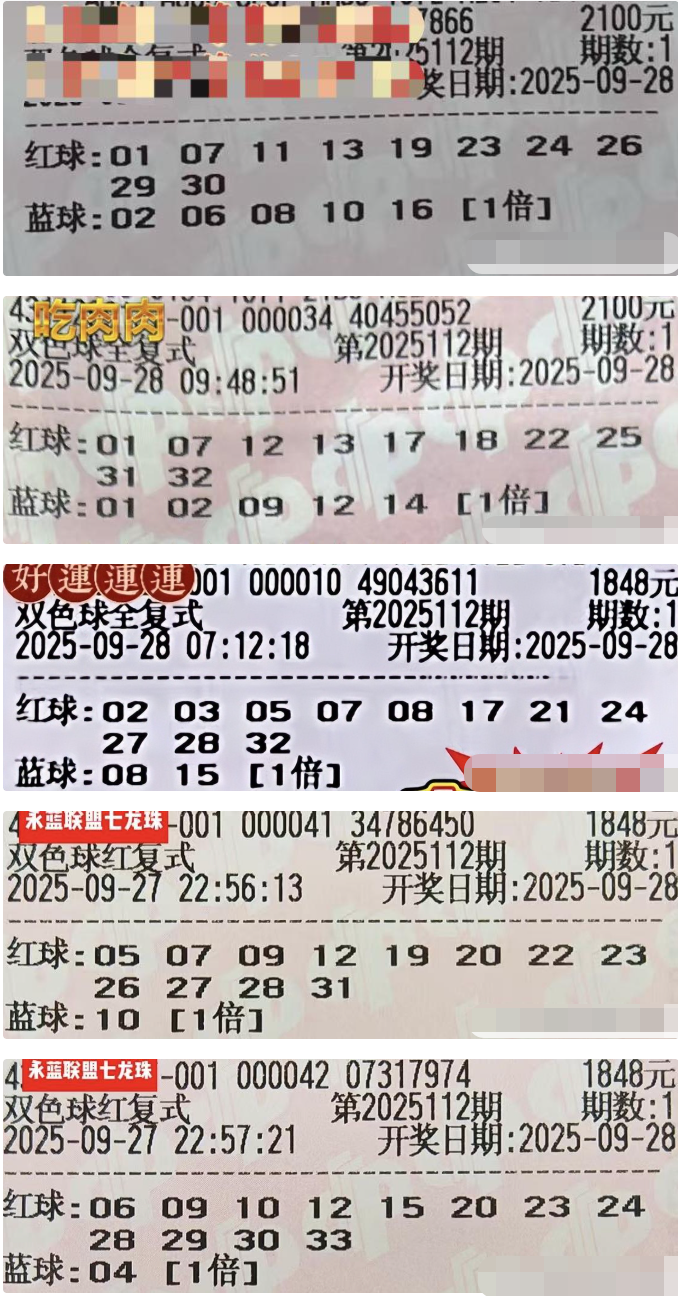 7866 2100元
第2025112期 期数:1
奖日期:2025-09-28
红球:01 07 11 13 19 23 24 26
29 30
蓝球:02 06 08 10 16 [1倍]
吃肉肉-001 000034 40455052 2100元
双色球全复式 第2025112期 期数:1
2025-09-28 09:48:51 开奖日期:2025-09-28
红球:01 07 12 13 17 18 22 25
31 32
蓝球:01 02 09 12 14 [1倍]
好運運運001 000010 49043611 1848元
双色球全复式 第2025112期 期数:1
2025-09-28 07:12:18 开奖日期:2025-09-28
红球:02 03 05 07 08 17 21 24
27 28 32
蓝球:08 15 [1倍]
永蓝联盟七龙珠-001 000041 34786450 1848元
双色球红复式 第2025112期 期数:1
2025-09-27 22:56:13 开奖日期:2025-09-28
红球:05 07 09 12 19 20 22 23
26 27 28 31
蓝球:10 [1倍]
永蓝联盟七龙珠-001 000042 07317974 1848元
双色球红复式 第2025112期 期数:1
2025-09-27 22:57:21 开奖日期:2025-09-28
红球:06 09 10 12 15 20 23 24
28 29 30 33
蓝球:04 [1倍]